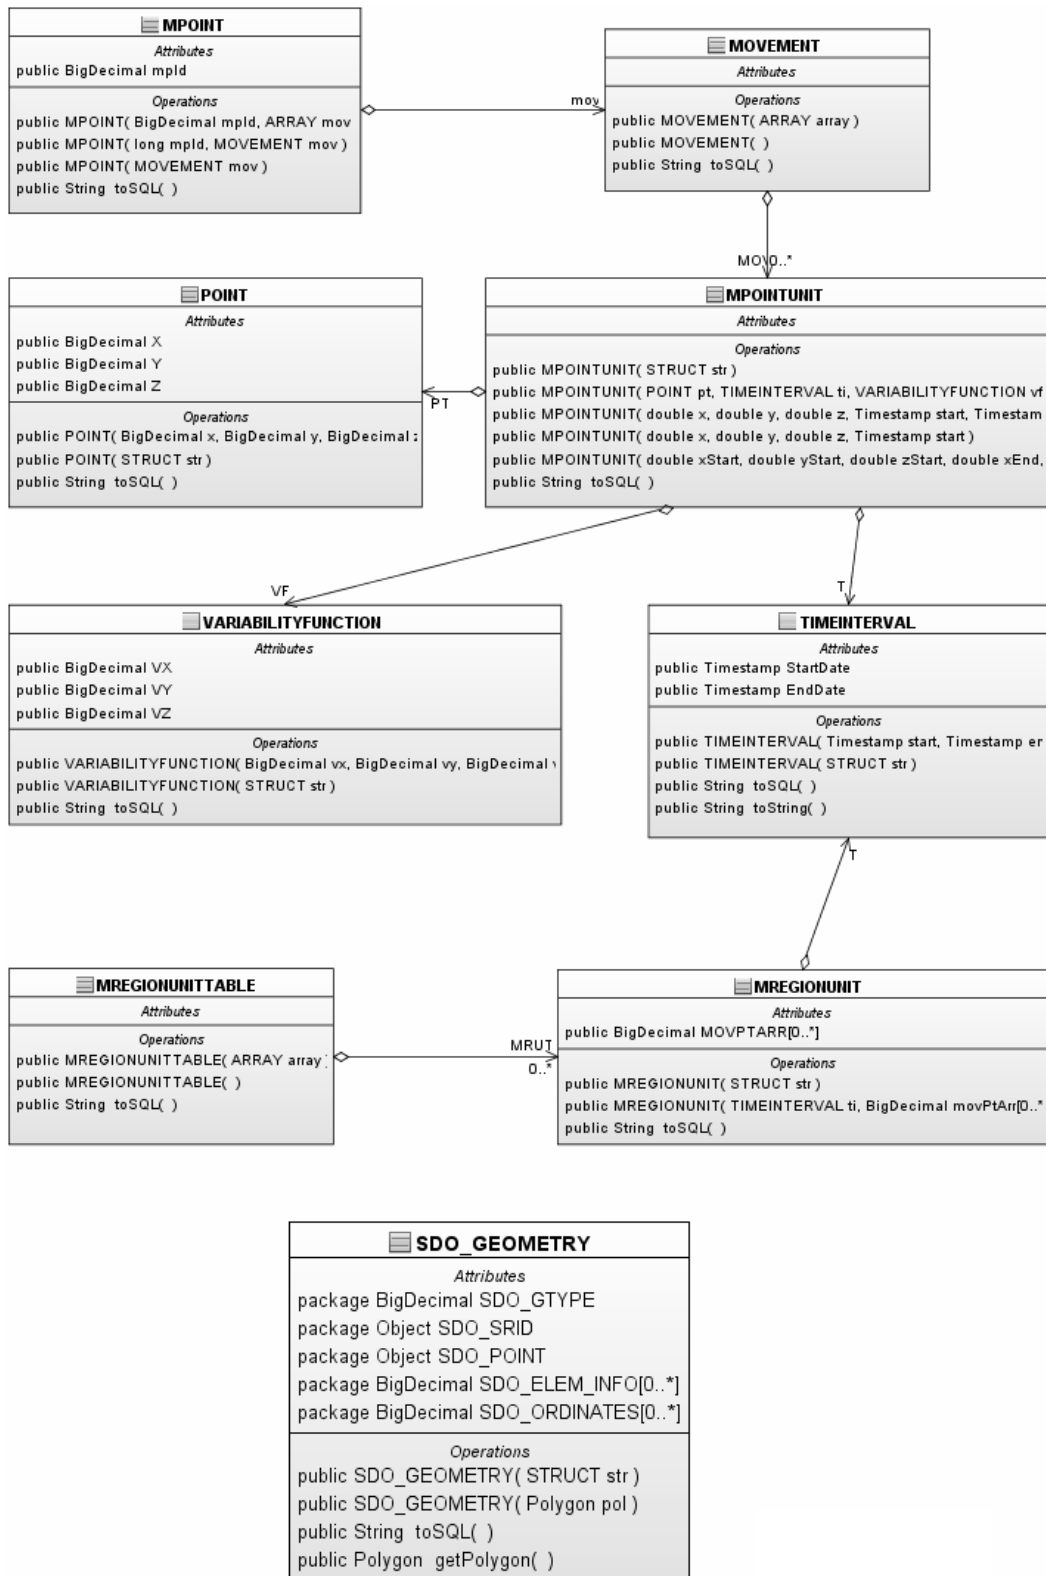 MPOINT
Attributes
public BigDecimal mpId
Operations
public MPOINT( BigDecimal mpId, ARRAY mov
public MPOINT( long mpId, MOVEMENT mov )
public MPOINT( MOVEMENT mov )
public String toSQL( )
mov
MOVEMENT
Attributes
Operations
public MOVEMENT( ARRAY array )
public MOVEMENT( )
public String toSQL( )
MOV0..*
POINT
Attributes
public BigDecimal X
public BigDecimal Y
public BigDecimal Z
Operations
public POINT( BigDecimal x, BigDecimal y, BigDecimal
public POINT( STRUCT str )
public String toSQL( )
PT
MPOINTUNIT
Attributes
Operations
public MPOINTUNIT( STRUCT str )
public MPOINTUNIT( POINT pt, TIMEINTERVAL ti, VARIABILITYFUNCTION vf
public MPOINTUNIT( double x, double y, double z, Timestamp start, Timestam
public MPOINTUNIT( double x, double y, double z, Timestamp start )
public MPOINTUNIT( double xStart, double yStart, double zStart, double xEnd,
public String toSQL( )
VF
T
VARIABILITYFUNCTION
Attributes
public BigDecimal VX
public BigDecimal VY
public BigDecimal VZ
Operations
public VARIABILITYFUNCTION( BigDecimal vx, BigDecimal vy, BigDecimal
public VARIABILITYFUNCTION( STRUCT str )
public String toSQL( )
TIMEINTERVAL
Attributes
public Timestamp StartDate
public Timestamp EndDate
Operations
public TIMEINTERVAL( Timestamp start, Timestamp er
public TIMEINTERVAL( STRUCT str )
public String toSQL( )
public String toString( )
T
MREGIONUNITTABLE
Attributes
Operations
public MREGIONUNITTABLE( ARRAY array )
public MREGIONUNITTABLE( )
public String toSQL( )
MRUT
0..*
MREGIONUNIT
Attributes
public BigDecimal MOVPTARR[0..*]
Operations
public MREGIONUNIT( STRUCT str )
public MREGIONUNIT( TIMEINTERVAL ti, BigDecimal movPtArr[0..*
public String toSQL( )
SDO_GEOMETRY
Attributes
package BigDecimal SDO_GTYPE
package Object SDO_SRID
package Object SDO_POINT
package BigDecimal SDO_ELEM_INFO[0..*]
package BigDecimal SDO_ORDINATES[0..*]
Operations
public SDO_GEOMETRY( STRUCT str )
public SDO_GEOMETRY( Polygon pol )
public String toSQL( )
public Polygon getPolygon( )